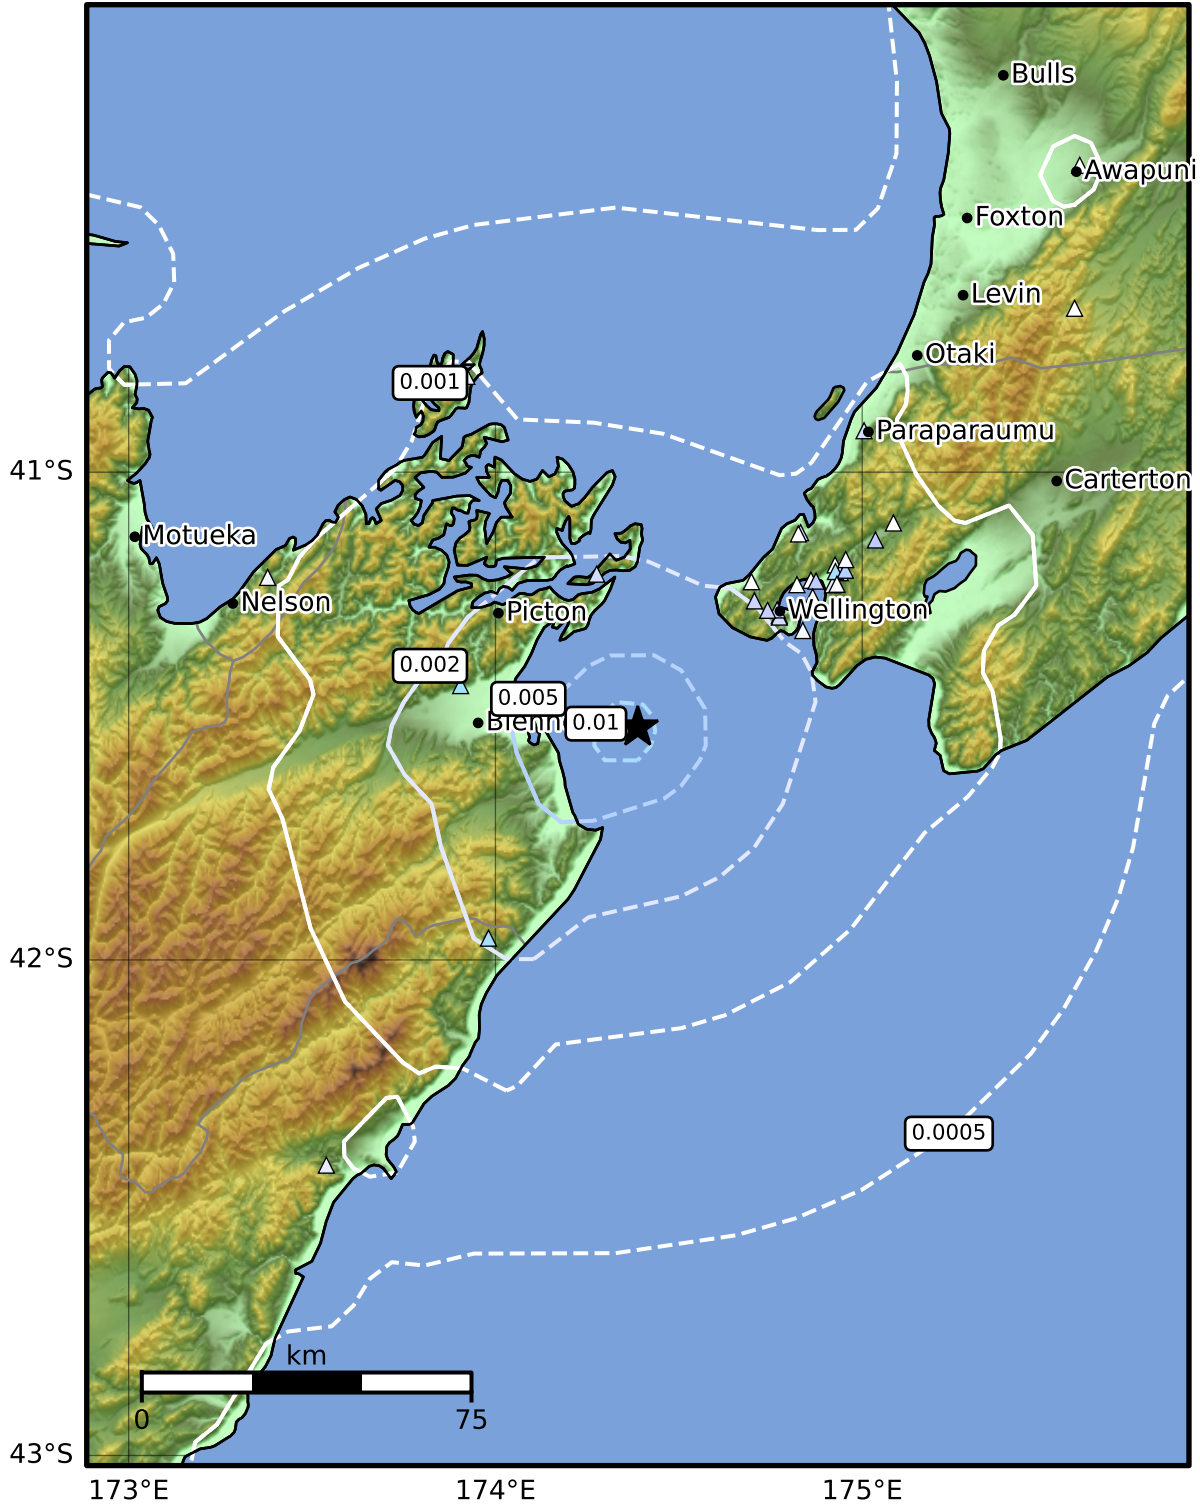 Bulls
Awapuni
Foxton
Levin
Otaki
0.001
Paraparaumu
41°S
Carterton
Motueka
Nelson
Picton
Wellington
0.002
0.005
0.01
42°S
0.0005
km
0
75
43°S
173°E
174°E
175°E